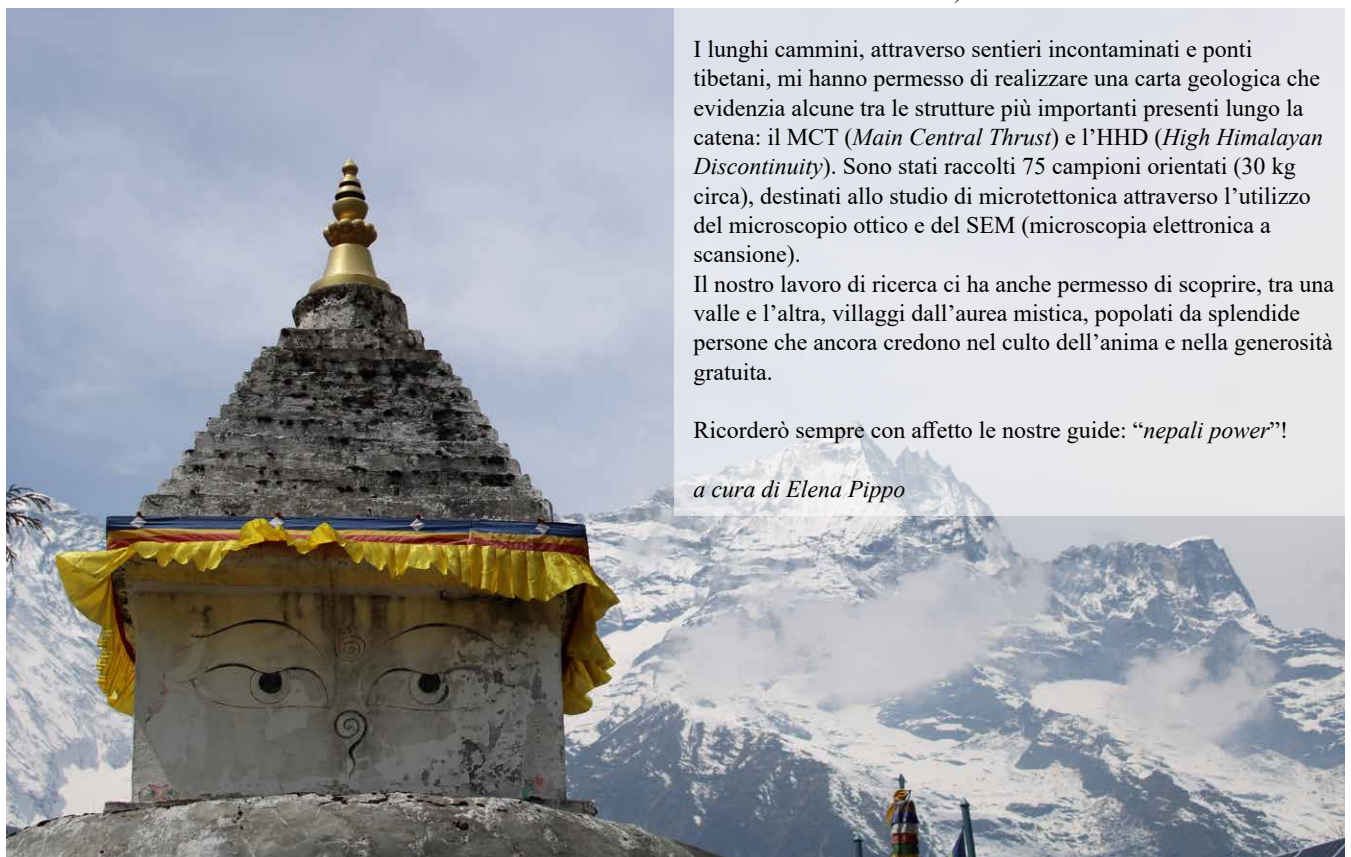 I lunghi cammini, attraverso sentieri incontaminati e ponti
tibetani, mi hanno permesso di realizzare una carta geologica che
evidenzia alcune tra le strutture più importanti presenti lungo la
catena: il MCT (Main Central Thrust) e l’HHD (High Himalayan
Discontinuity). Sono stati raccolti 75 campioni orientati (30 kg
circa), destinati allo studio di microtettonica attraverso l’utilizzo
del microscopio ottico e del SEM (microscopia elettronica a
scansione).
Il nostro lavoro di ricerca ci ha anche permesso di scoprire, tra una
valle e l’altra, villaggi dall’aurea mistica, popolati da splendide
persone che ancora credono nel culto dell’anima e nella generosità
gratuita.
Ricorderò sempre con affetto le nostre guide: “nepali power”!
a cura di Elena Pippo